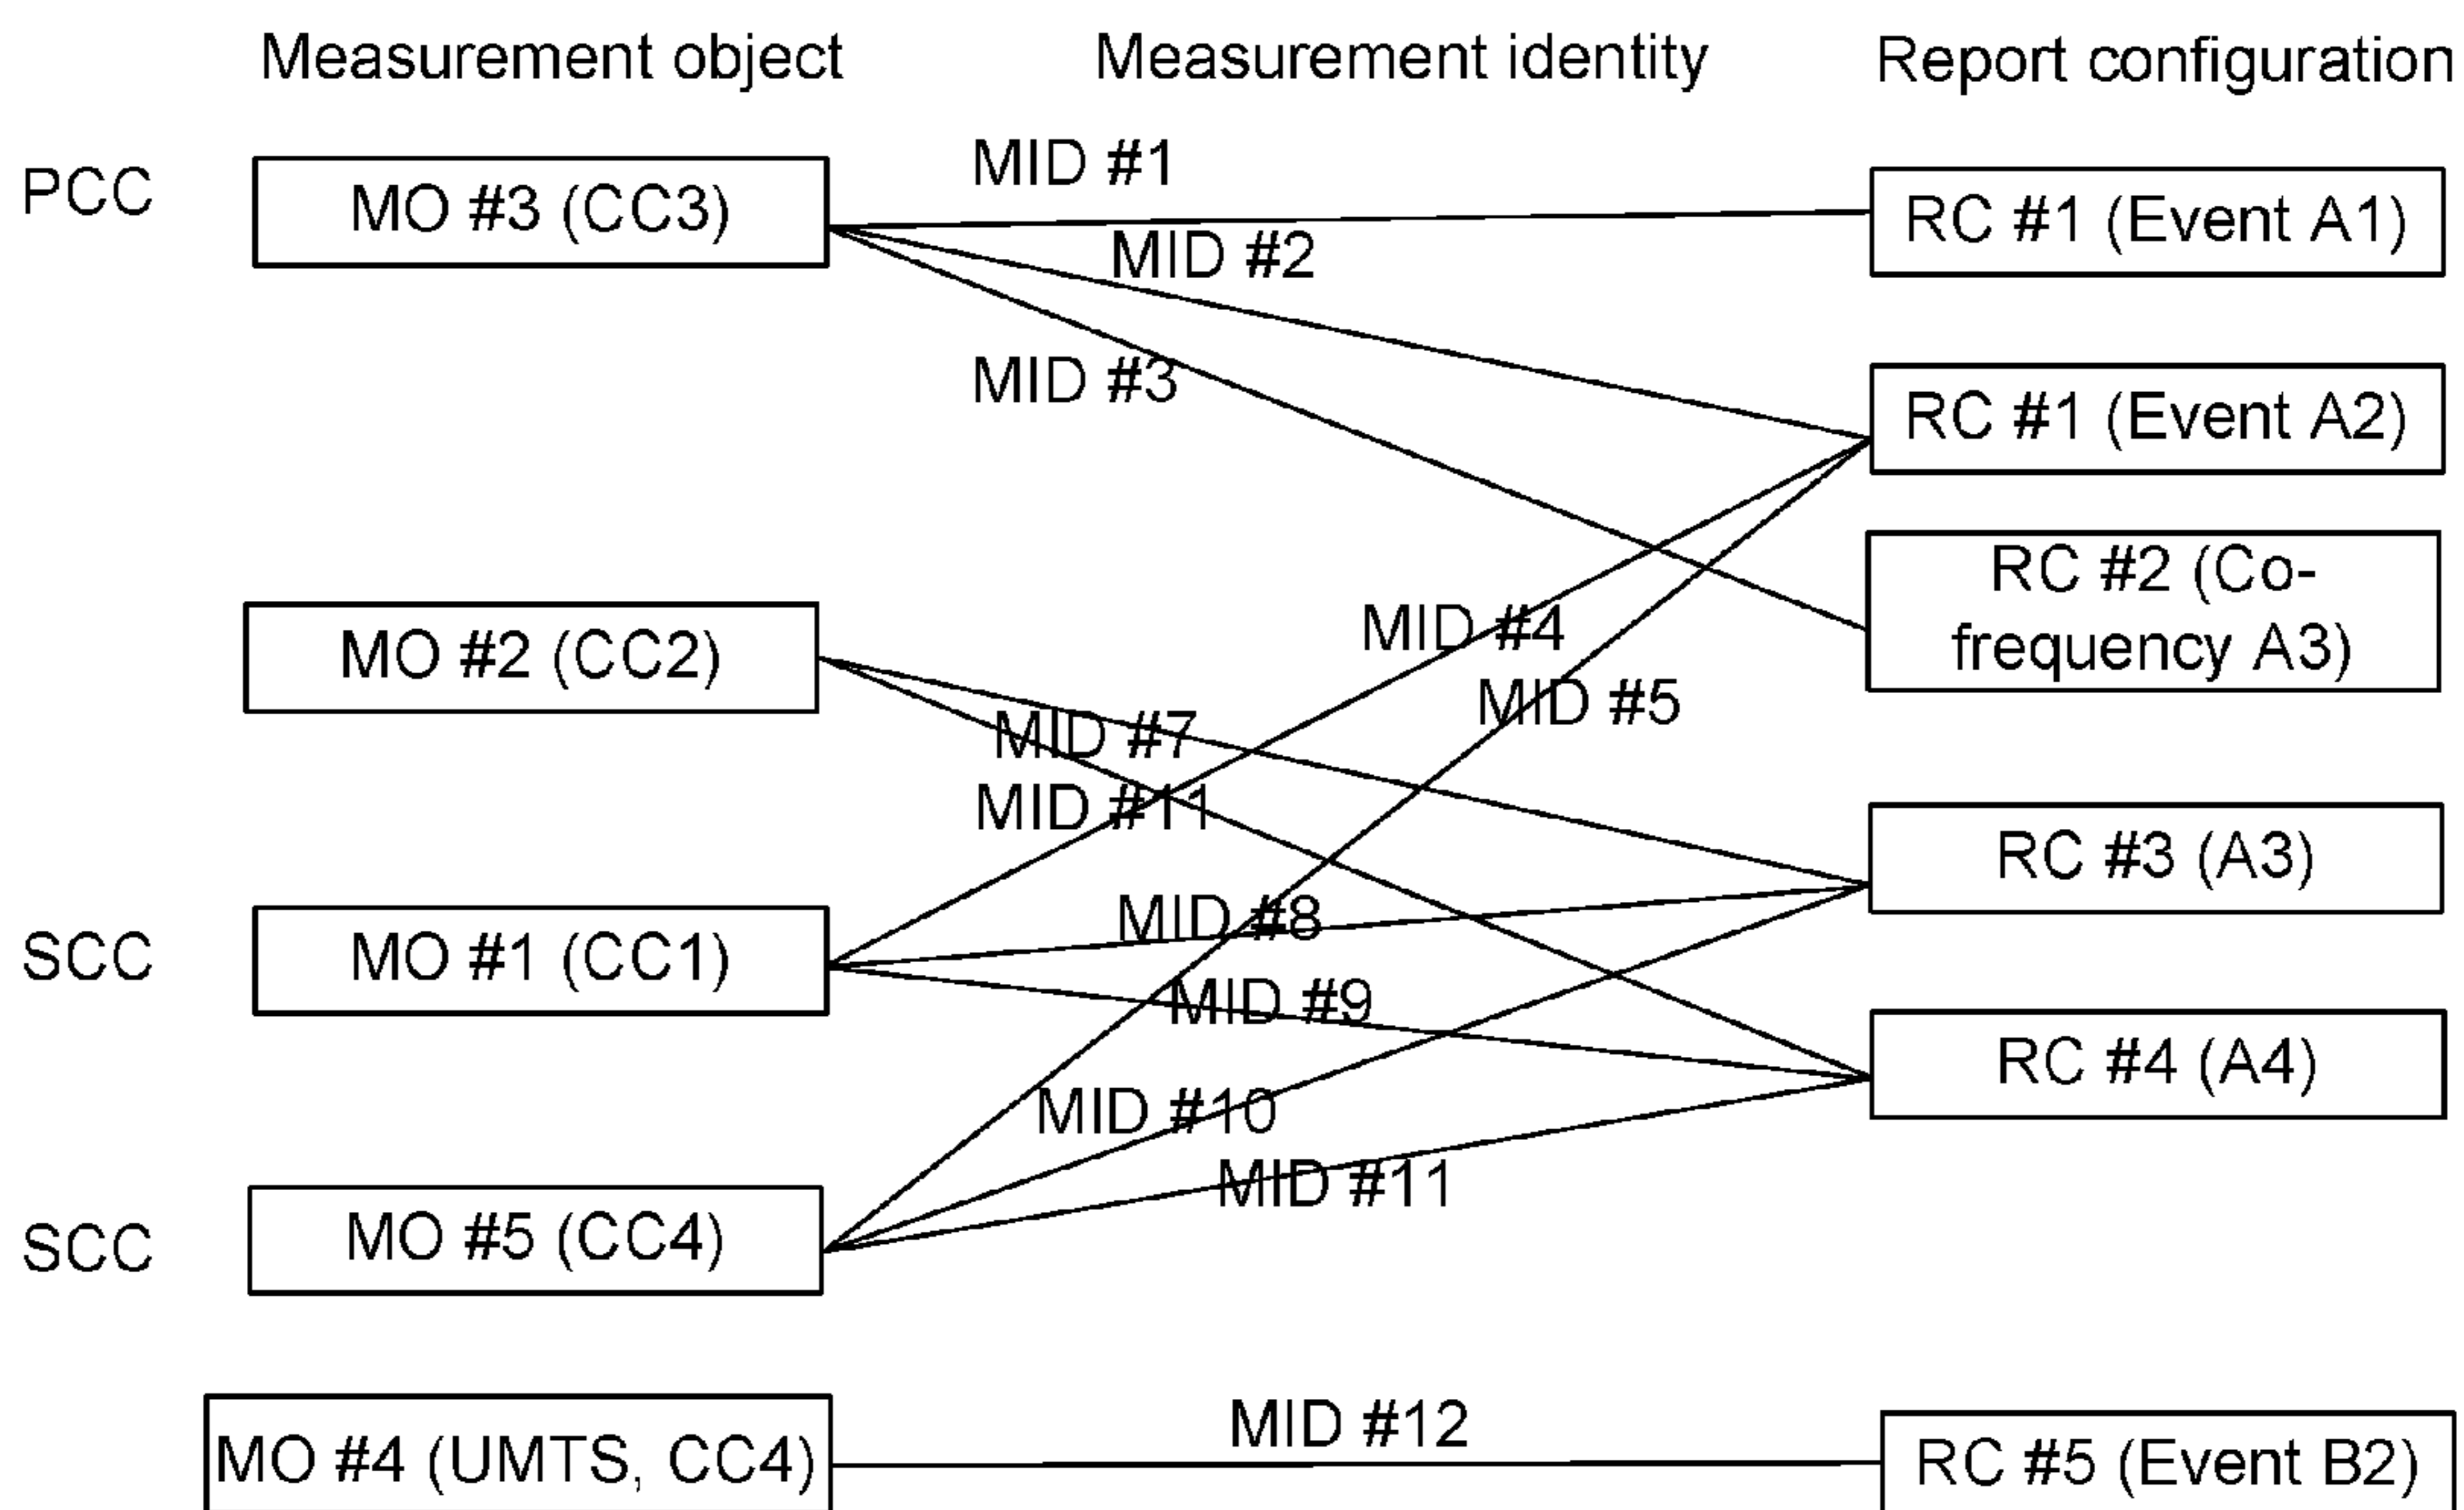 Measurement object
Measurement identity
Report configuration
PCC
MO #3 (CC3)
MID #1
RC #1 (Event A1)
MID #2
MID #3
RC #1 (Event A2)
RC #2 (Co-
frequency A3)
MO #2 (CC2)
MID #4
MID #5
MID #7
MID #11
RC #3 (A3)
SCC
MO #1 (CC1)
MID #8
MID #9
RC #4 (A4)
MID #10
MID #11
SCC
MO #5 (CC4)
MO #4 (UMTS, CC4)
MID #12
RC #5 (Event B2)